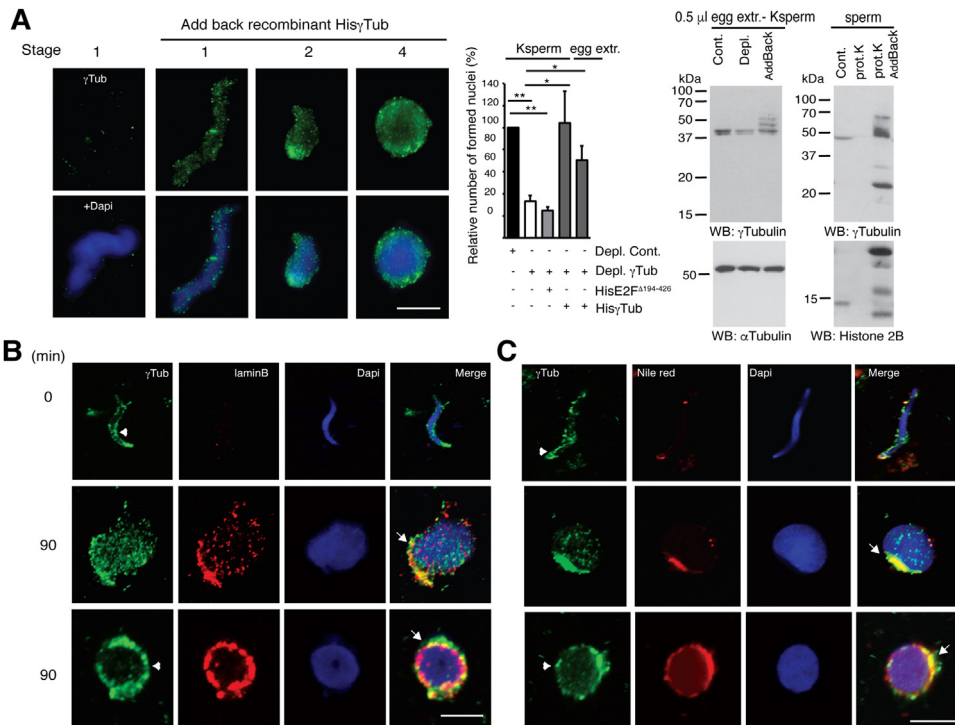 A
Add back recombinant HisγTub
Stage 1 1 2 4
γTub
+Dapi
Relative number of formed nuclei (%)
Ksperm egg extr.
* 
** *
**
140
120
100
80
60
40
20
0
+ - - - - Depl. Cont.
- + + + + Depl. γTub
- - + - - HisE2FΔ194-426
- - - + + HisγTub
0.5 µl egg extr.- Ksperm
Cont. Depl. AddBack
kDa
100
70
50
37
20
15
WB: γTubulin
50
WB: αTubulin
sperm
Cont. prot.K prot.K AddBack
kDa
100
70
50
37
20
WB: γTubulin
15
WB: Histone 2B
B
(min) γTub laminB Dapi Merge
0
90
90
C
γTub Nile red Dapi Merge